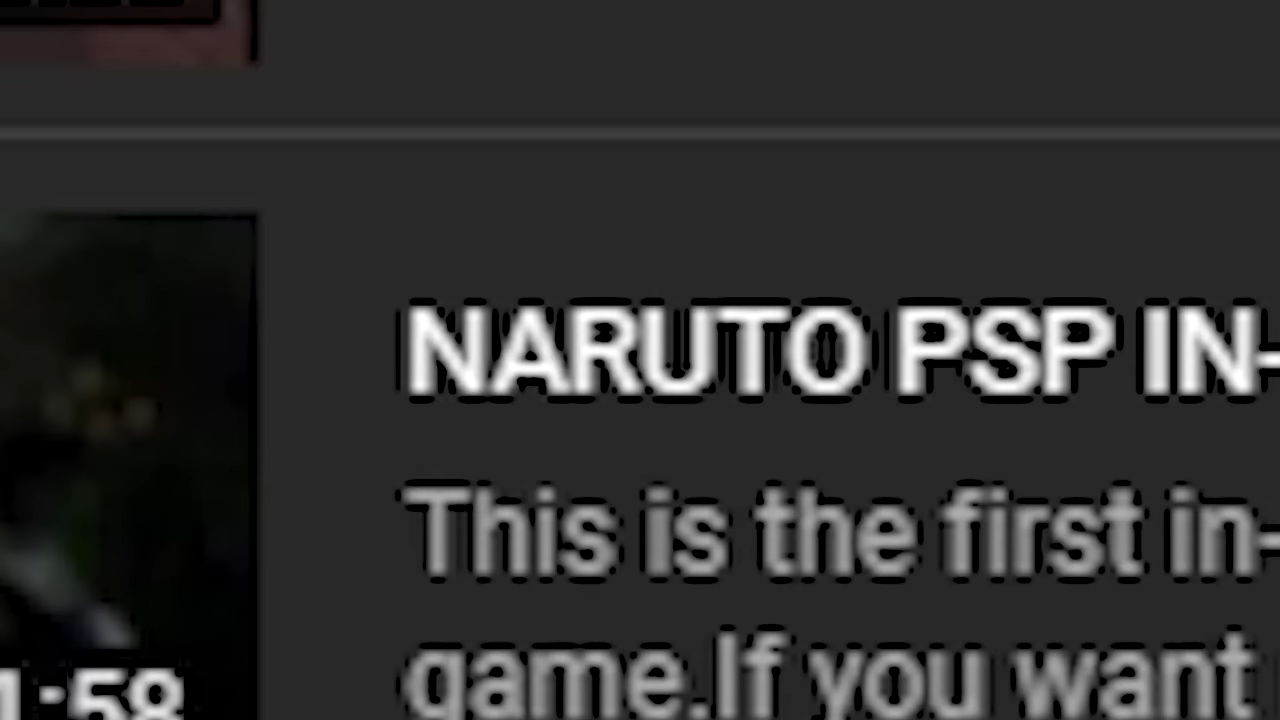 NARUTO PSP IN-
This is the first in-
game.If you want
1:58